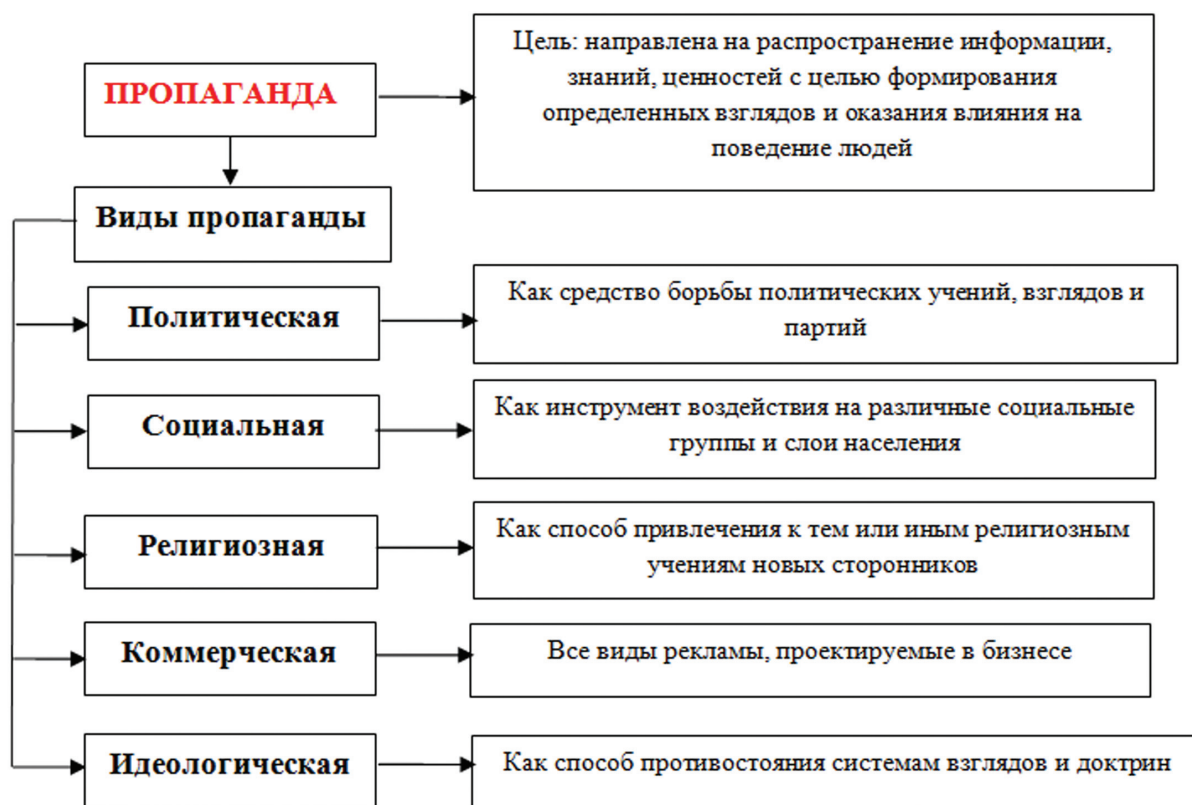 ПРОПАГАНДА
Цель: направлена на распространение информации,
знаний, ценностей с целью формирования
определенных взглядов и оказания влияния на
поведение людей
Виды пропаганды
Политическая
Как средство борьбы политических учений, взглядов и
партий
Социальная
Как инструмент воздействия на различные социальные
группы и слои населения
Религиозная
Как способ привлечения к тем или иным религиозным
учениям новых сторонников
Коммерческая
Все виды рекламы, проектируемые в бизнесе
Идеологическая
Как способ противостояния системам взглядов и доктрин